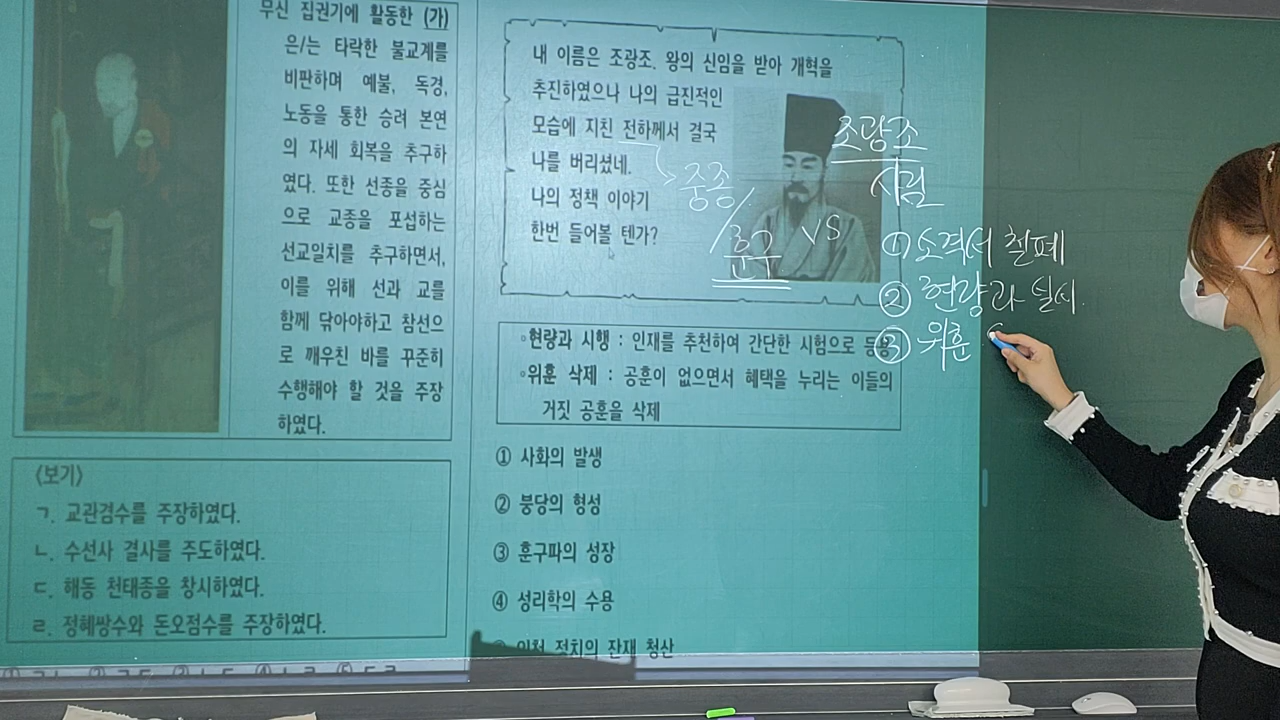 무신 집권기에 활동한 (가)
은/는 타락한 불교계를
비판하며 예불, 독경,
노동을 통한 승려 본연
의 자세 회복을 추구하
였다. 또한 선종을 중심
으로 교종을 포섭하는
선교일치를 추구하면서,
이를 위해 선과 교를
함께 닦아야하고 참선으
로 깨우친 바를 꾸준히
수행해야 할 것을 주장
하였다.
〈보기〉
ㄱ. 교관겸수를 주장하였다.
ㄴ. 수선사 결사를 주도하였다.
ㄷ. 해동 천태종을 창시하였다.
ㄹ. 정혜쌍수와 돈오점수를 주장하였다.
내 이름은 조광조. 왕의 신임을 받아 개혁을
추진하였으나 나의 급진적인
모습에 지친 전하께서 결국
나를 버리셨네.
나의 정책 이야기
한번 들어볼 텐가?
중종
훈구 VS
조광조
사림
① 소격서 철폐
② 현량과 실시.
③ 위훈
◦현량과 시행 : 인재를 추천하여 간단한 시험으로 등용
◦위훈 삭제 : 공훈이 없으면서 혜택을 누리는 이들의
거짓 공훈을 삭제
① 사화의 발생
② 붕당의 형성
③ 훈구파의 성장
④ 성리학의 수용
정치의 잔재 청산